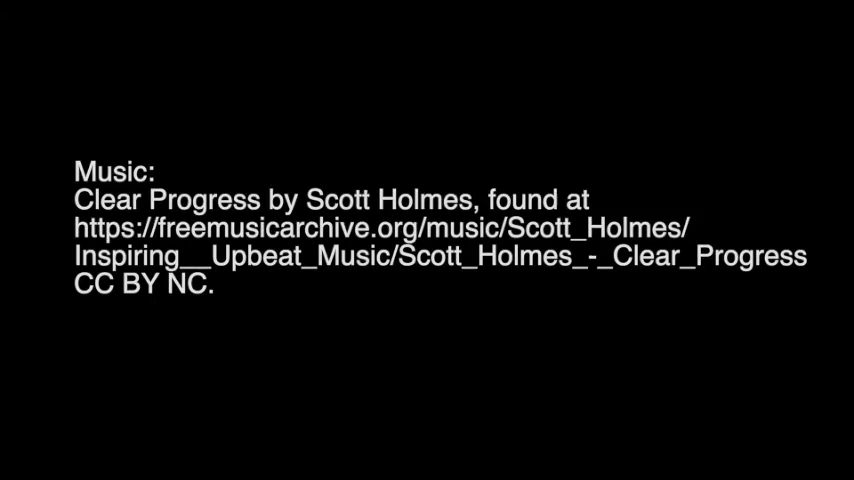 Music:
Clear Progress by Scott Holmes, found at
https://freemusicarchive.org/music/Scott_Holmes/
Inspiring__Upbeat_Music/Scott_Holmes_-_Clear_Progress
CC BY NC.